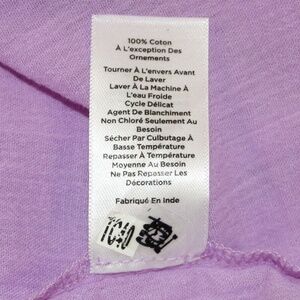 100% Coton
À L'exception Des
Ornements
Tourner À L'envers Avant
De Laver
Laver À La Machine À
L'eau Froide
Cycle Délicat
Agent De Blanchiment
Non Chloré Seulement Au
Besoin
Sécher Par Culbutage À
Basse Température
Repasser À Température
Moyenne Au Besoin
Ne Pas Repasser Les
Décorations
Fabriqué En Inde